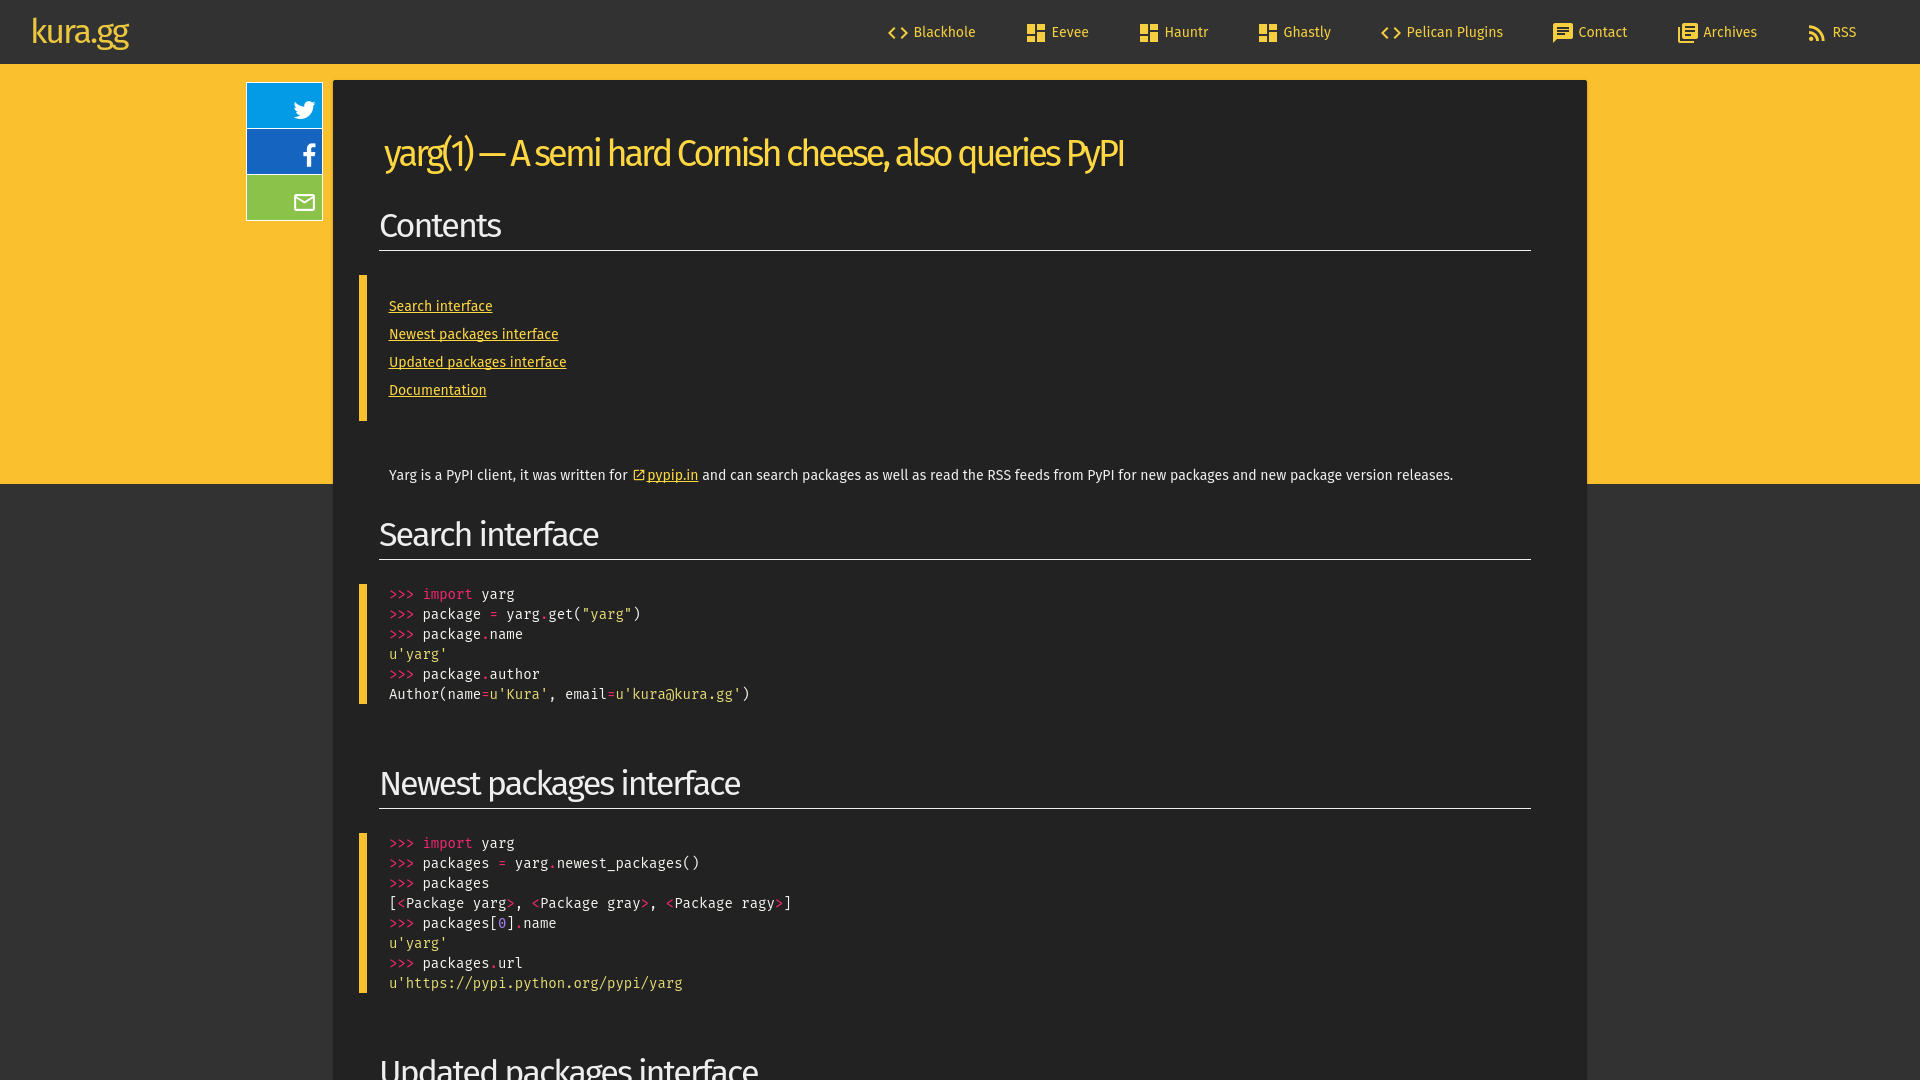 kura.gg
Blackhole
Eevee
Hauntr
Ghastly
Pelican Plugins
Contact
Archives
RSS
yarg(1) — A semi hard Cornish cheese, also queries PyPI
Contents
Search interface
Newest packages interface
Updated packages interface
Documentation
Yarg is a PyPI client, it was written for pypip.in and can search packages as well as read the RSS feeds from PyPI for new packages and new package version releases.
Search interface
>>> import yarg
>>> package = yarg.get("yarg")
>>> package.name
u'yarg'
>>> package.author
Author(name=u'Kura', email=u'kura@kura.gg')
Newest packages interface
>>> import yarg
>>> packages = yarg.newest_packages()
>>> packages
[<Package yarg>, <Package gray>, <Package ragy>]
>>> packages[0].name
u'yarg'
>>> packages.url
u'https://pypi.python.org/pypi/yarg
Updated packages interface